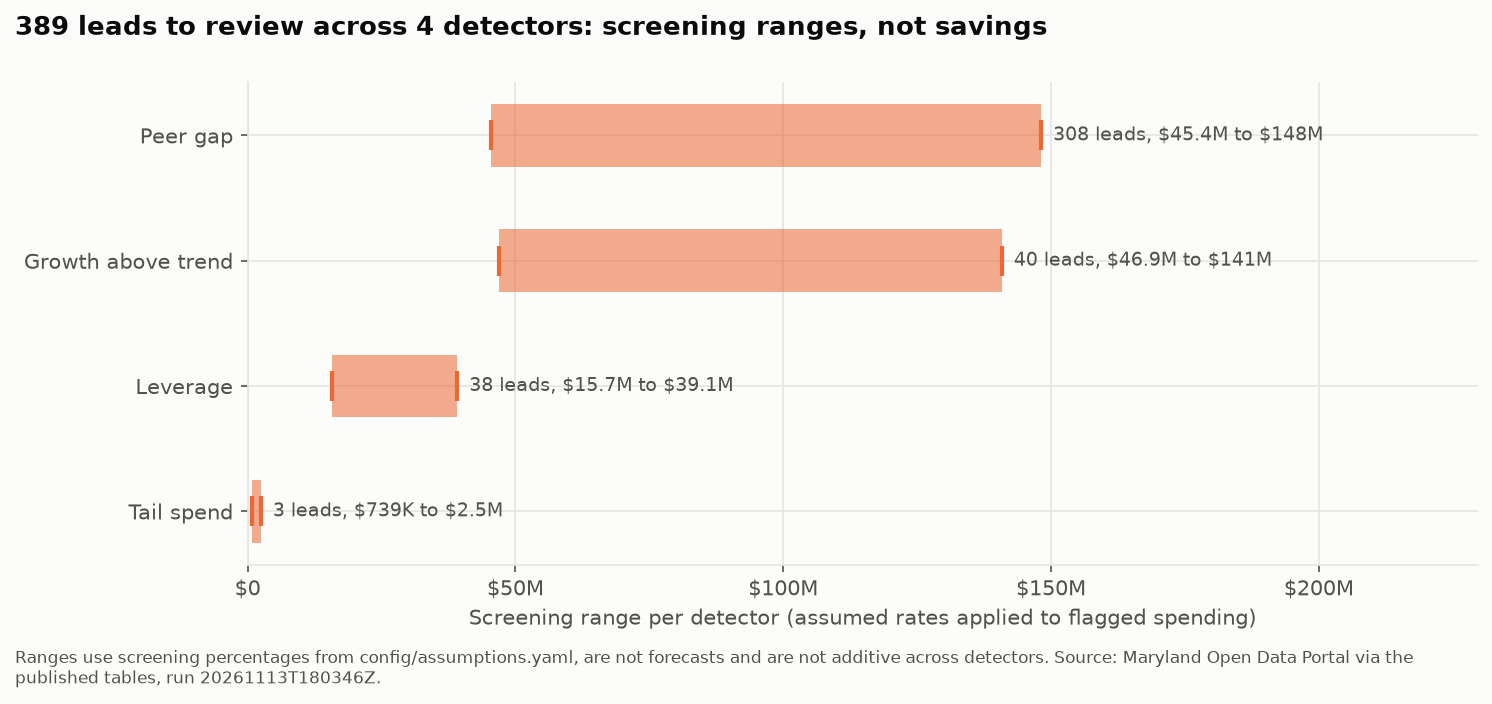 389 leads to review across 4 detectors: screening ranges, not savings
Peer gap
308 leads, $45.4M to $148M
Growth above trend
40 leads, $46.9M to $141M
Leverage
38 leads, $15.7M to $39.1M
Tail spend
3 leads, $739K to $2.5M
$0 $50M $100M $150M $200M
Screening range per detector (assumed rates applied to flagged spending)
Ranges use screening percentages from config/assumptions.yaml, are not forecasts and are not additive across detectors. Source: Maryland Open Data Portal via the
published tables, run 20261113T180346Z.